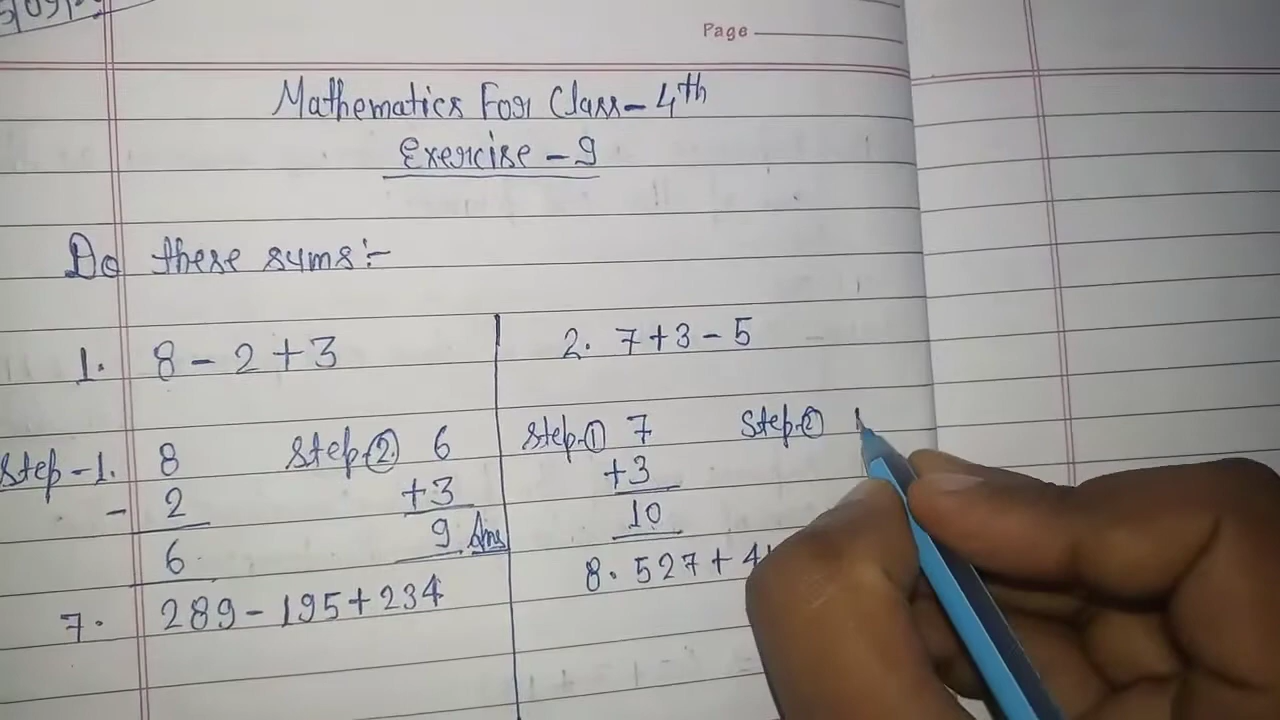 Page
Mathematics For Class-4th
Exercise-9
Do these sums:-
1. 8-2+3
2. 7+3-5
Step-1. 8
- 2
6
Step-② 6
+3
9 Ans
Step-① 7
+3
10
Step-②
7. 289-195+234
8. 527+4